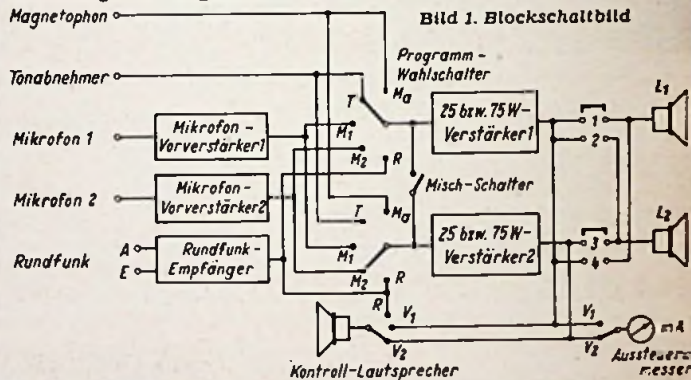 Magnetophon
Bild 1. Blockschaltbild
Programm-
Wahlschalter
Tonabnehmer
T
Ma
25 bzw. 75 W-
Verstärker 1
L1
1
2
Mikrofon 1
Mikrofon-
Vorverstärker 1
M1
M2
R
Mikrofon 2
Mikrofon-
Vorverstärker 2
Misch-Schalter
T
Ma
25 bzw. 75 W-
Verstärker 2
L2
3
4
Rundfunk
A
E
Rundfunk-
Empfänger
M1
M2
R
R
V1
V2
V1
V2
mA
Kontroll-Lautsprecher
Aussteuerungs-
messer